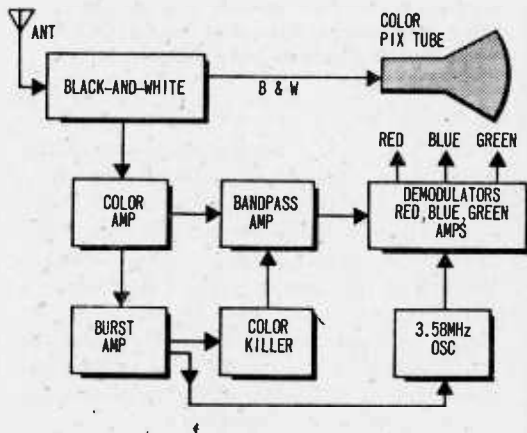 ANT
COLOR
PIX TUBE
BLACK-AND-WHITE
B & W
RED
BLUE
GREEN
COLOR
AMP
BANDPASS
AMP
DEMODULATORS
RED, BLUE, GREEN
AMPS
BURST
AMP
COLOR
KILLER
3.58MHz
OSC